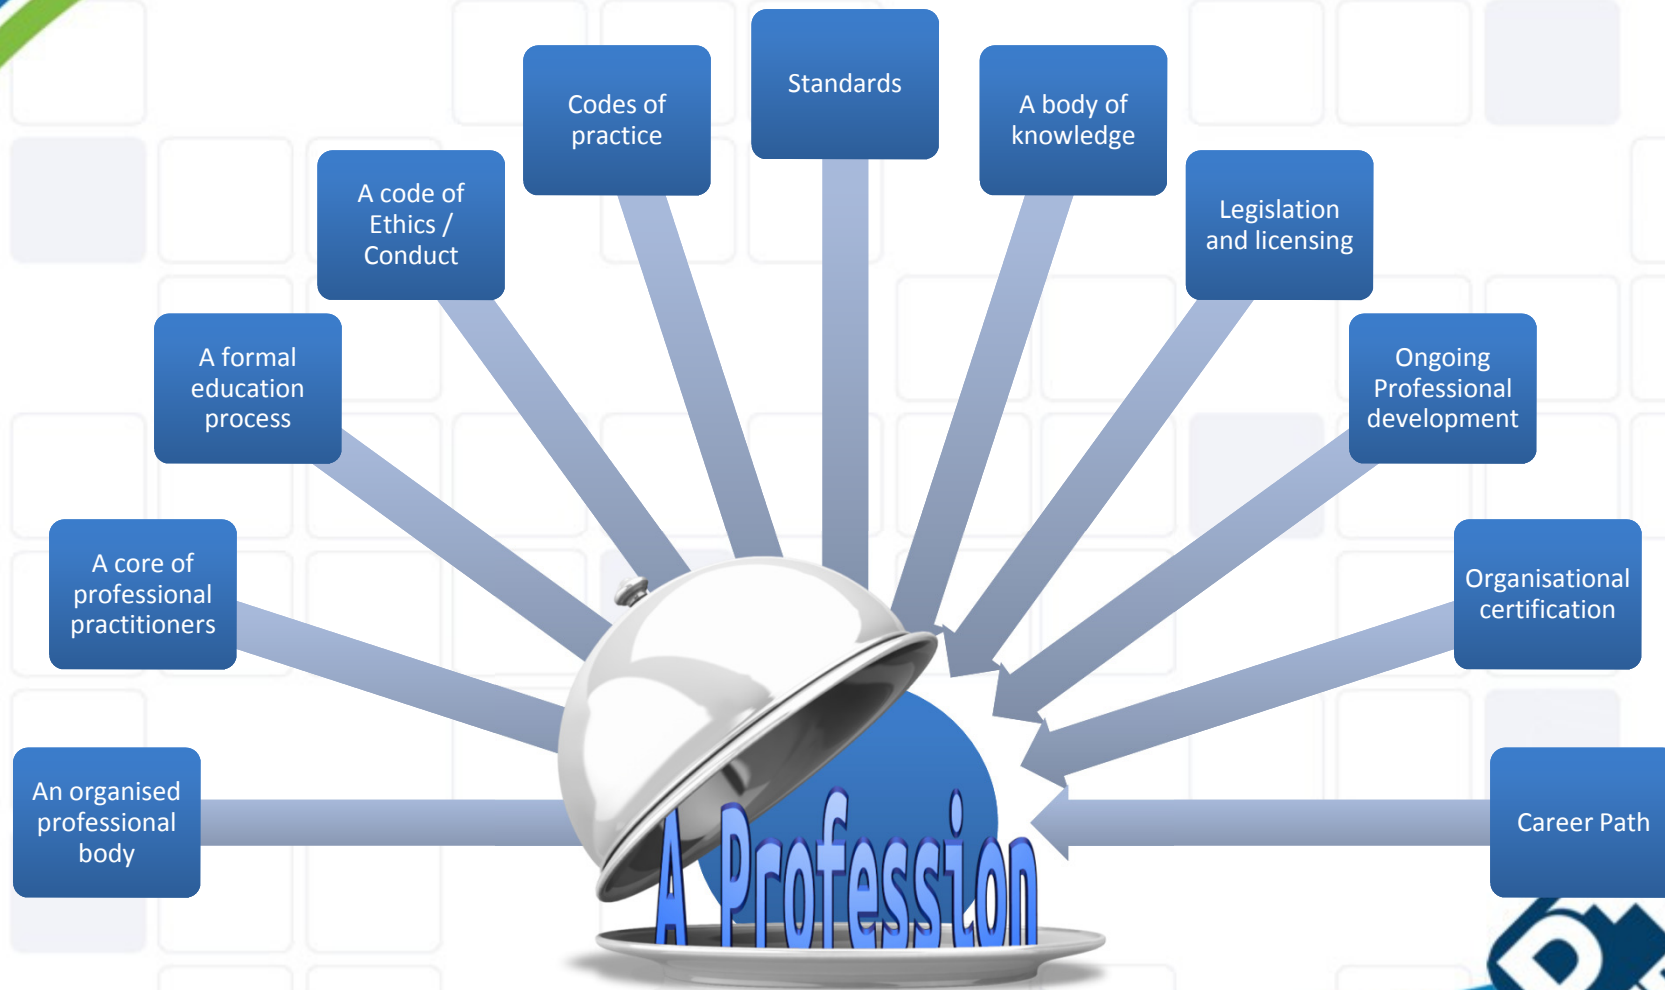 An organised
professional
body
A core of
professional
practitioners
A formal
education
process
A code of
Ethics /
Conduct
Codes of
practice
Standards
A body of
knowledge
Legislation
and licensing
Ongoing
Professional
development
Organisational
certification
Career Path
A Profession